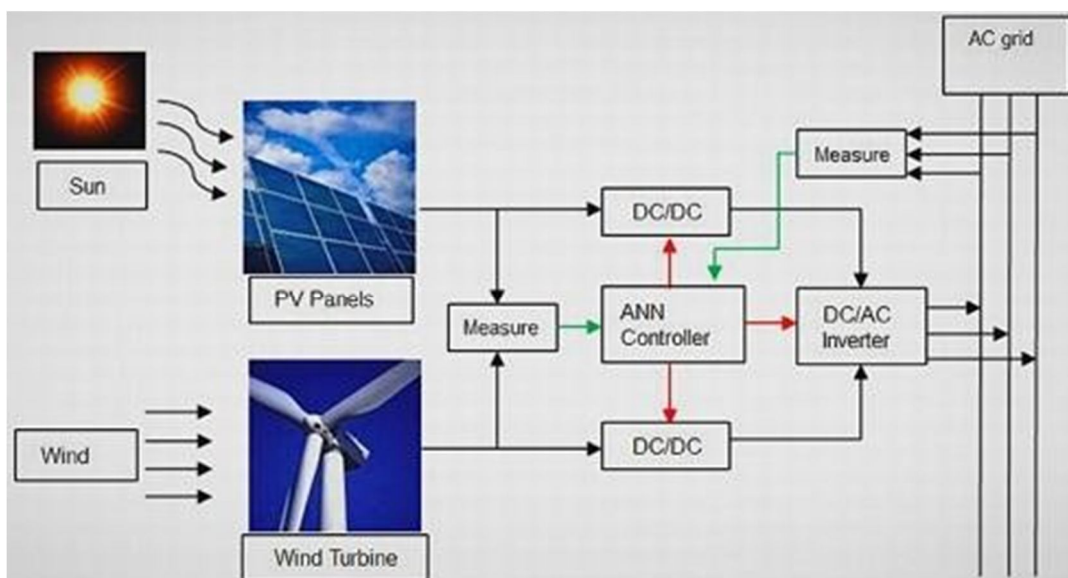 AC grid
Sun
Measure
DC/DC
PV Panels
Measure
ANN
Controller
DC/AC
Inverter
Wind
DC/DC
Wind Turbine